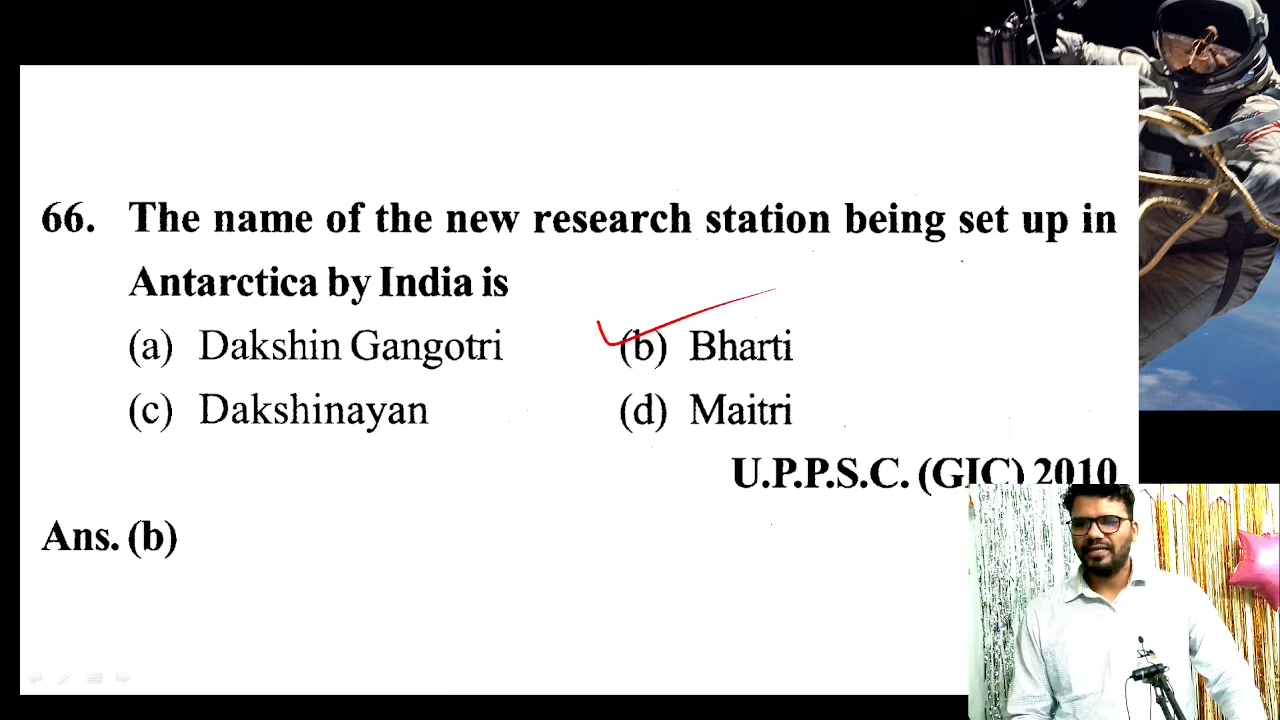 66. The name of the new research station being set up in
Antarctica by India is
(a) Dakshin Gangotri (b) Bharti
(c) Dakshinayan (d) Maitri
U.P.P.S.C. (GIC) 2010
Ans. (b)